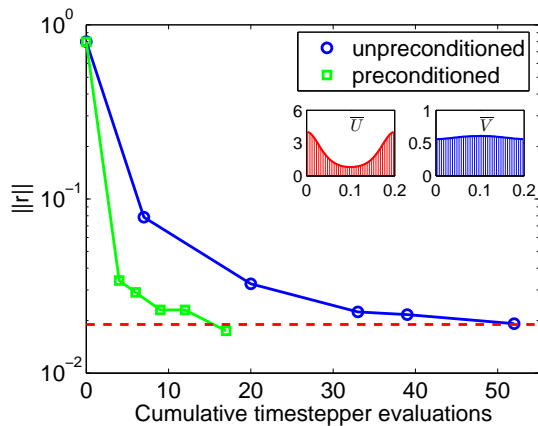 10^0
unpreconditioned
preconditioned
6
3
0
U̅
0 0.1 0.2
1
0.5
0
V̅
0 0.1 0.2
10^{-1}
||r||
10^{-2}
0 10 20 30 40 50
Cumulative timestepper evaluations